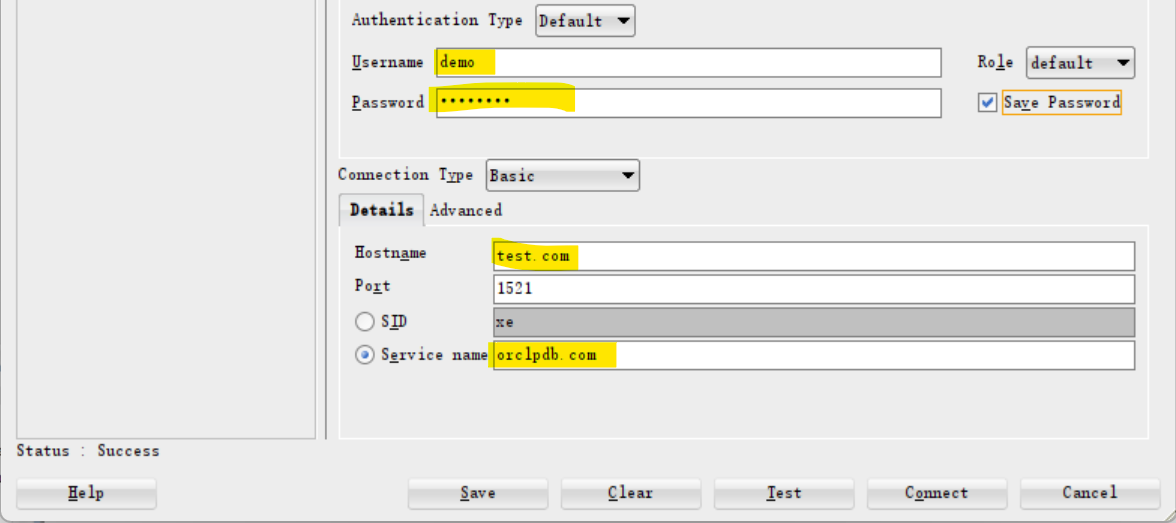 Authentication Type Default
Username demo Role default
Password •••••••• Save Password
Connection Type Basic
Details Advanced
Hostname test.com
Port 1521
SID xe
Service name orclpdb.com
Status : Success
Help Save Clear Test Connect Cancel